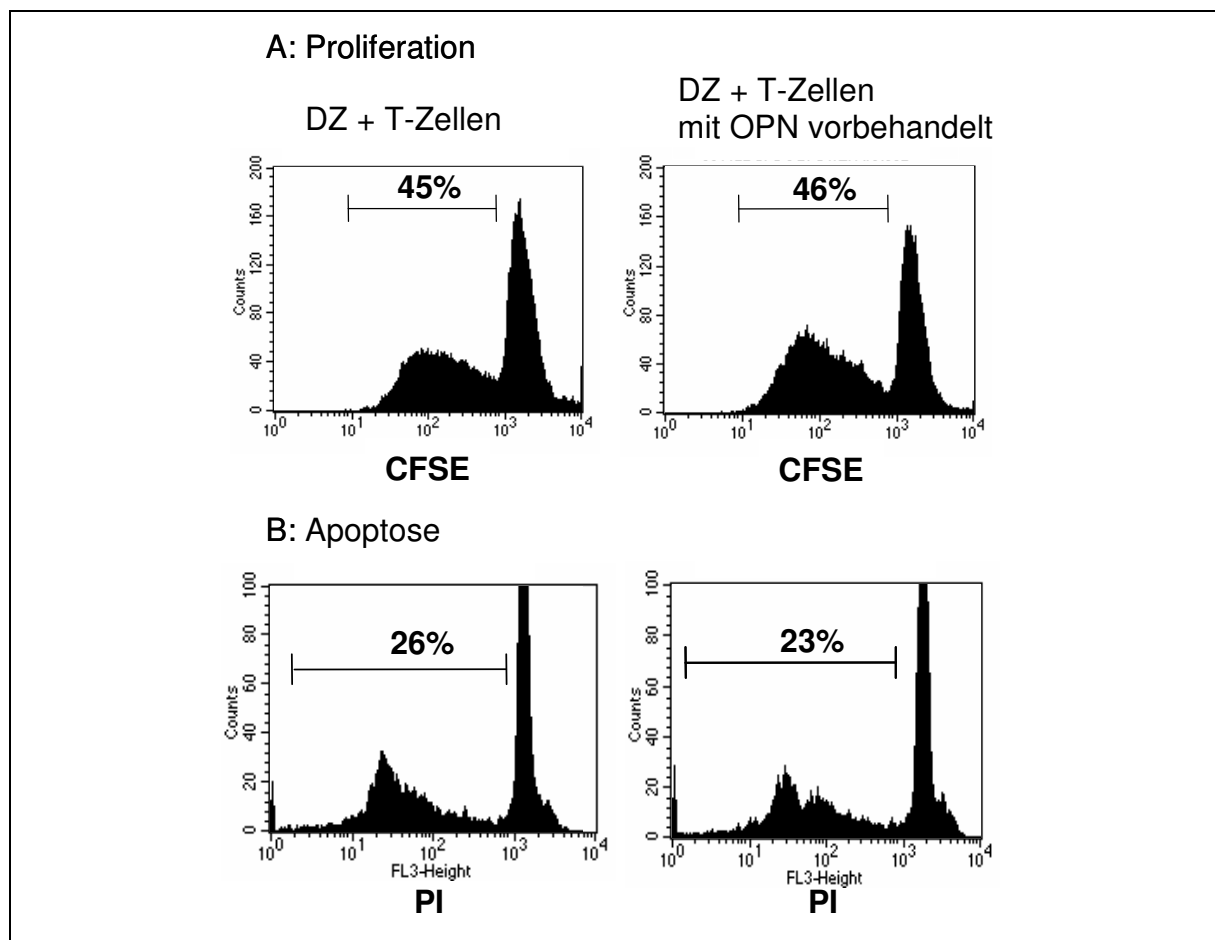 A: Proliferation
DZ + T-Zellen
DZ + T-Zellen
mit OPN vorbehandelt
45%
46%
200
160
120
80
40
0
Counts
10^0 10^1 10^2 10^3 10^4
CFSE
200
160
120
80
40
0
Counts
10^0 10^1 10^2 10^3 10^4
CFSE
B: Apoptose
26%
23%
100
80
60
40
20
0
Counts
10^0 10^1 10^2 10^3 10^4
FL3-Height
PI
100
80
60
40
20
0
Counts
10^0 10^1 10^2 10^3 10^4
FL3-Height
PI